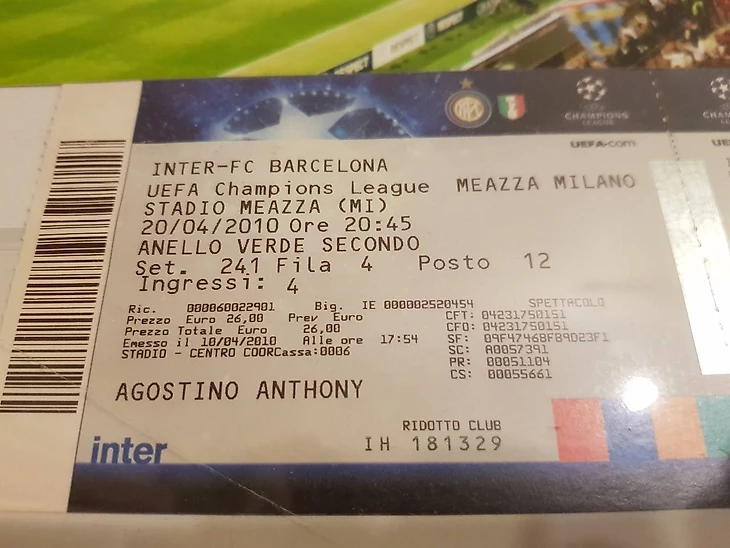 RESPECT
CHAMPIONS
LEAGUE
UEFA.com
INTER-FC BARCELONA
UEFA Champions League MEAZZA MILANO
STADIO MEAZZA (MI)
20/04/2010 Ore 20:45
ANELLO VERDE SECONDO
Set. 241 Fila 4 Posto 12
Ingressi: 4
Ric. 000060022901 Big. IE 000002520454 SPETTACOLO
Prezzo Euro 26,00 Prev Euro CFT: 04231750151
Prezzo Totale Euro 26,00 CFO: 04231750151
Emesso il 10/04/2010 Alle ore 17:54 SF: 09F47468FB9D23F1
STADIO - CENTRO COORCassa:0006 SC: A0057391
PR: 00051104
CS: 00055661
AGOSTINO ANTHONY
RIDOTTO CLUB
IH 181329
inter